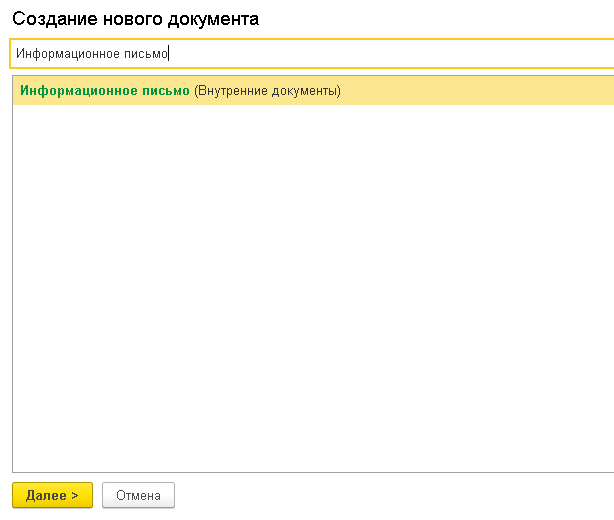 Создание нового документа
Информационное письмо
Информационное письмо (Внутренние документы)
Далее > Отмена